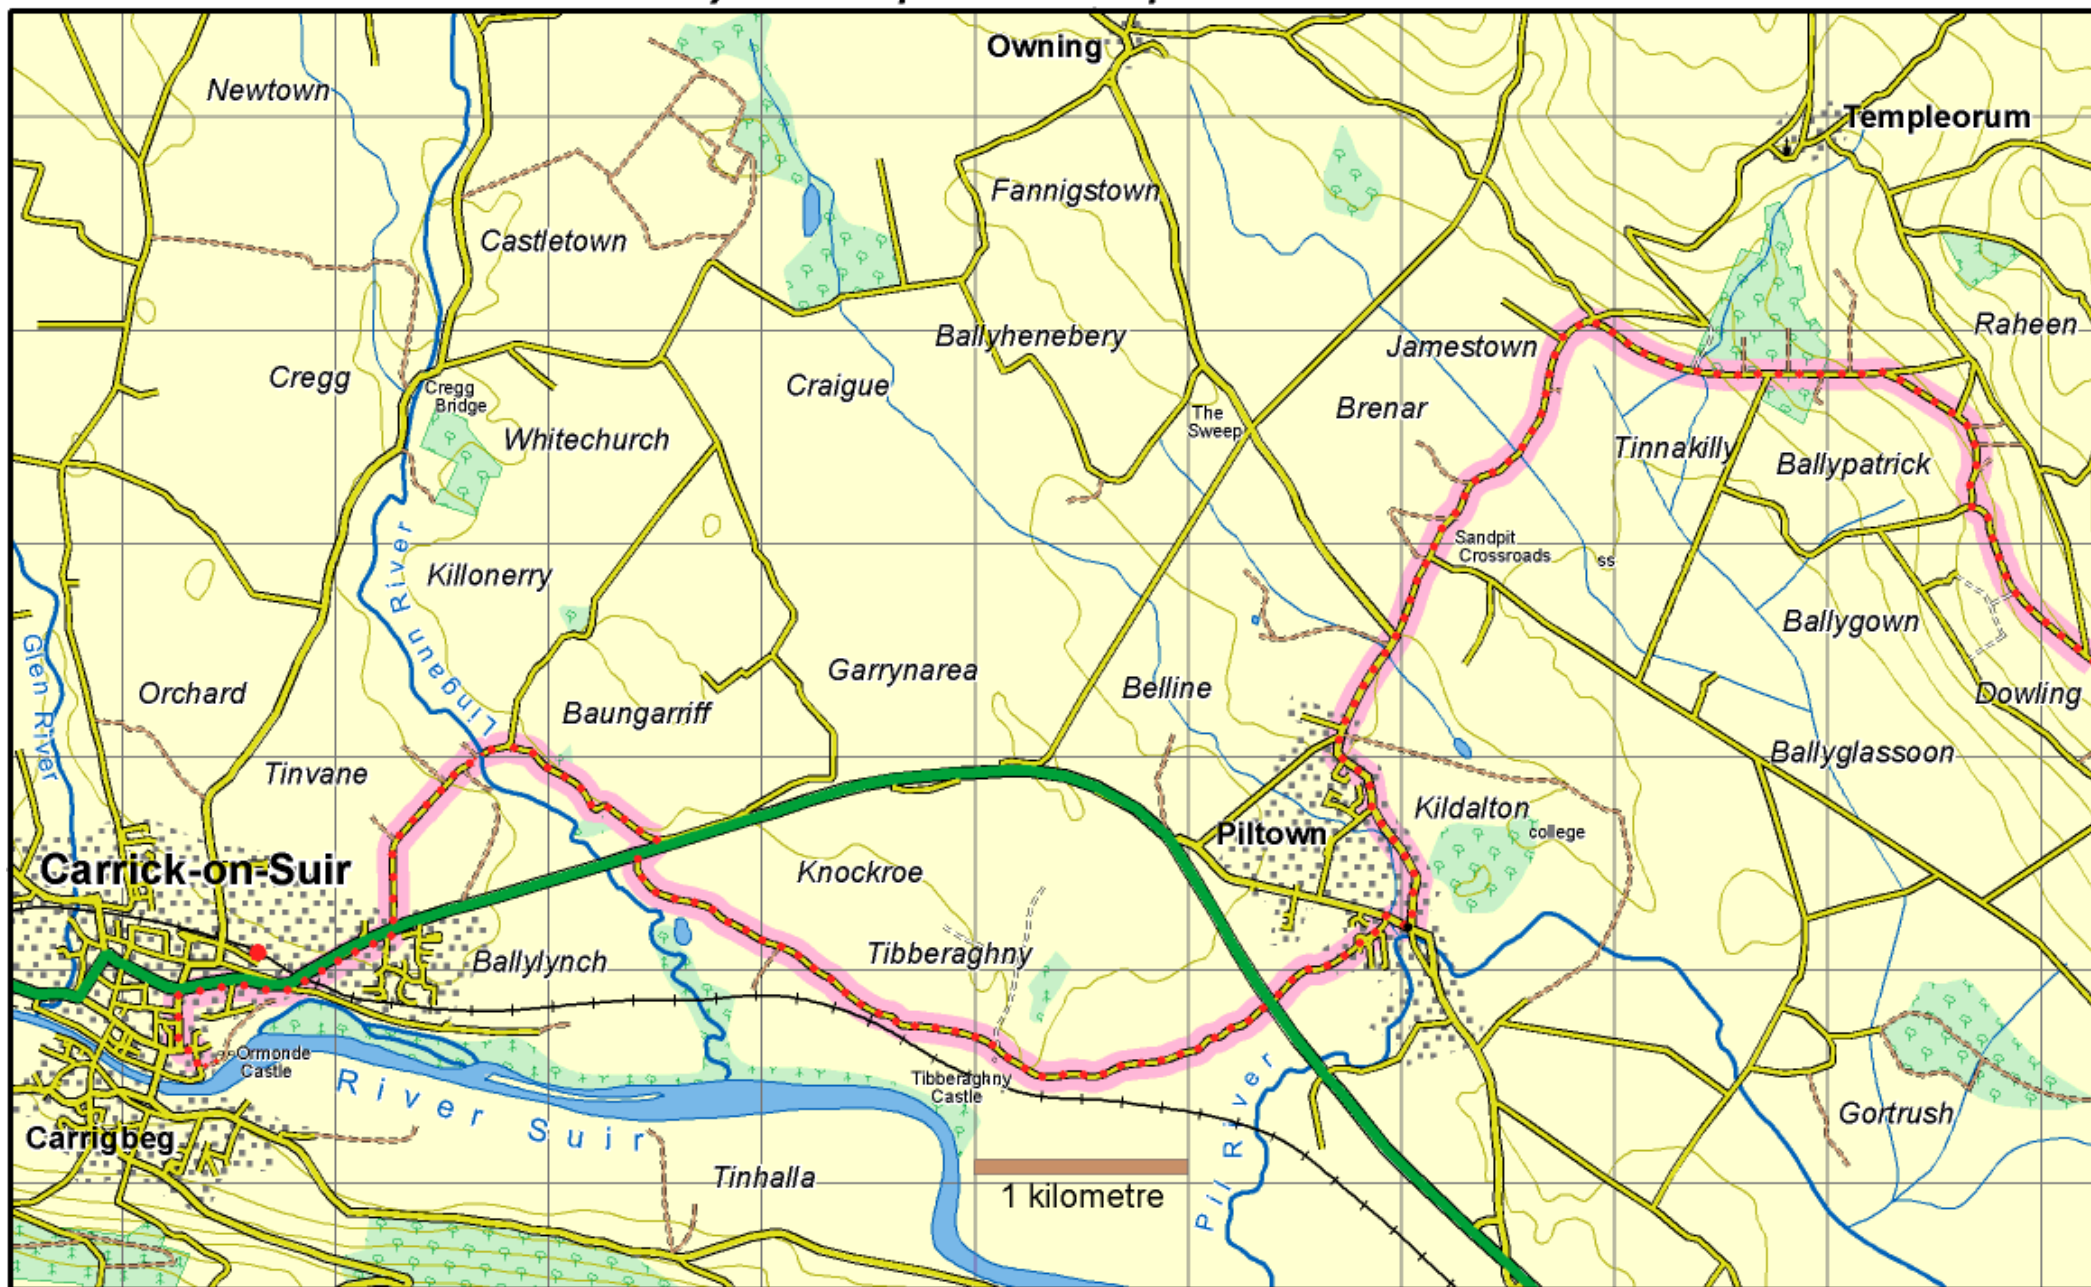 Owning
Newtown
Templeorum
Fannigstown
Castletown
Raheen
Ballyhenebery
Jamestown
Cregg
Craigue
Cregg
Bridge
Brenar
The
Sweep
Whitechurch
Tinnakilly
Ballypatrick
Sandpit
Crossroads
ss
Killonerry
Lingaun River
Ballygown
Glen River
Garrynarea
Belline
Orchard
Dowling
Baungarriff
Ballyglassoon
Tinvane
Kildalton
college
Piltown
Carrick-on-Suir
Knockroe
Tibberaghny
Ballylynch
Ormonde
Castle
River Suir
Tibberaghny
Castle
Pil River
Gortrush
Carrigbeg
Tinhalla
1 kilometre